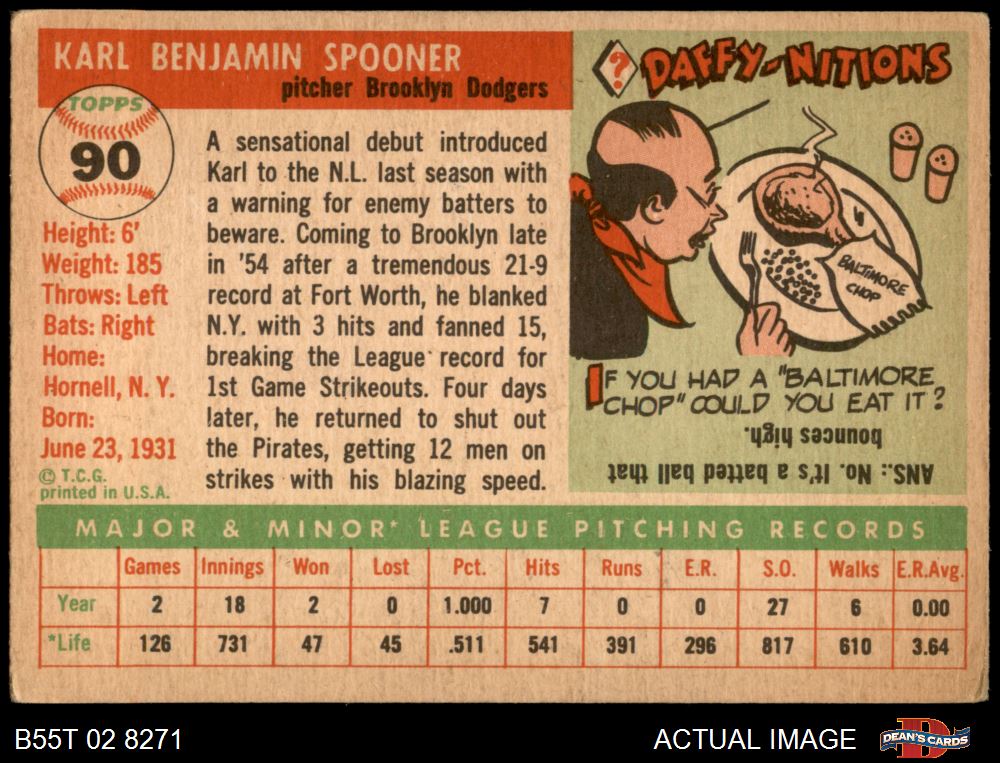 KARL BENJAMIN SPOONER
pitcher Brooklyn Dodgers
TOPPS
90
Height: 6'
Weight: 185
Throws: Left
Bats: Right
Home:
Hornell, N. Y.
Born:
June 23, 1931
© T.C.G.
printed in U.S.A.
A sensational debut introduced
Karl to the N.L. last season with
a warning for enemy batters to
beware. Coming to Brooklyn late
in '54 after a tremendous 21-9
record at Fort Worth, he blanked
N.Y. with 3 hits and fanned 15,
breaking the League record for
1st Game Strikeouts. Four days
later, he returned to shut out
the Pirates, getting 12 men on
strikes with his blazing speed.
? DAFFY-NITIONS
BALTIMORE
CHOP
IF YOU HAD A "BALTIMORE
CHOP" COULD YOU EAT IT?
ANS.: No. It's a batted ball that
bounces high.
MAJOR & MINOR* LEAGUE PITCHING RECORDS
Games Innings Won Lost Pct. Hits Runs E.R. S.O. Walks E.R.Avg.
Year 2 18 2 0 1.000 7 0 0 27 6 0.00
*Life 126 731 47 45 .511 541 391 296 817 610 3.64
B55T 02 8271
ACTUAL IMAGE
D
DEAN'S CARDS